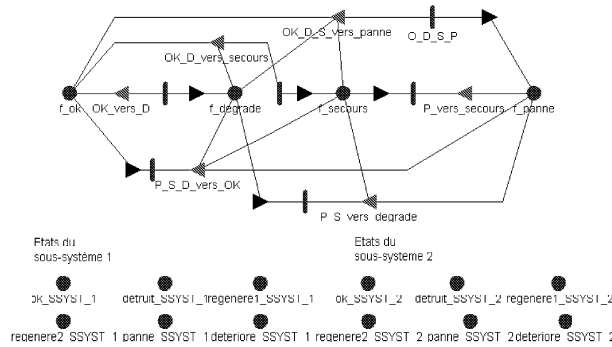 OK_D_S_vers_panne
O_D_S_P
OK_D_vers_secours
f_ok
OK_vers_D
f_degrade
f_secours
P_vers_secours
f_panne
P_S_D_vers_OK
P_S_vers_degrade
Etats du
sous-système 1
Etats du
sous-système 2
ok_SSYST_1 detruit_SSYST_1 regenere1_SSYST_1 ok_SSYST_2 detruit_SSYST_2 regenere1_SSYST_2
regenere2_SSYST_1 panne_SSYST_1 deteriore_SSYST_1 regenere2_SSYST_2 panne_SSYST_2 deteriore_SSYST_2